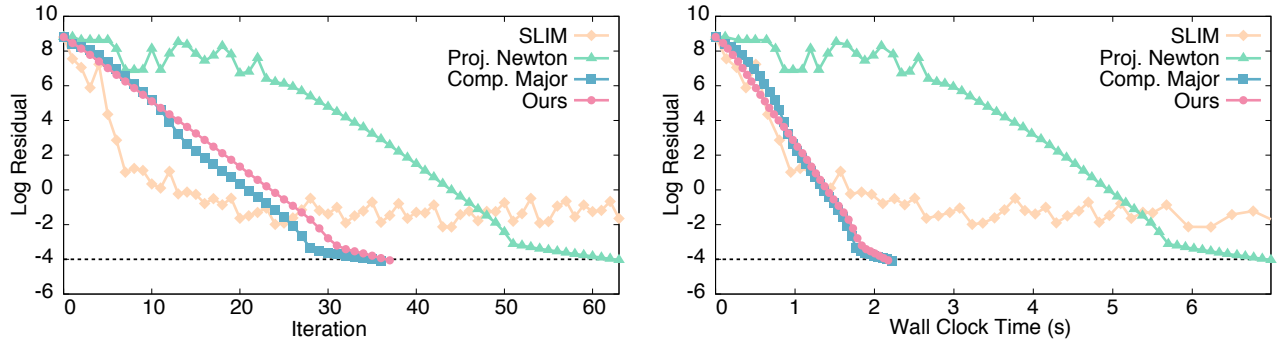 10
8
6
4
2
0
-2
-4
-6
Log Residual
SLIM
Proj. Newton
Comp. Major
Ours
0 10 20 30 40 50 60
Iteration
10
8
6
4
2
0
-2
-4
-6
Log Residual
SLIM
Proj. Newton
Comp. Major
Ours
0 1 2 3 4 5 6
Wall Clock Time (s)